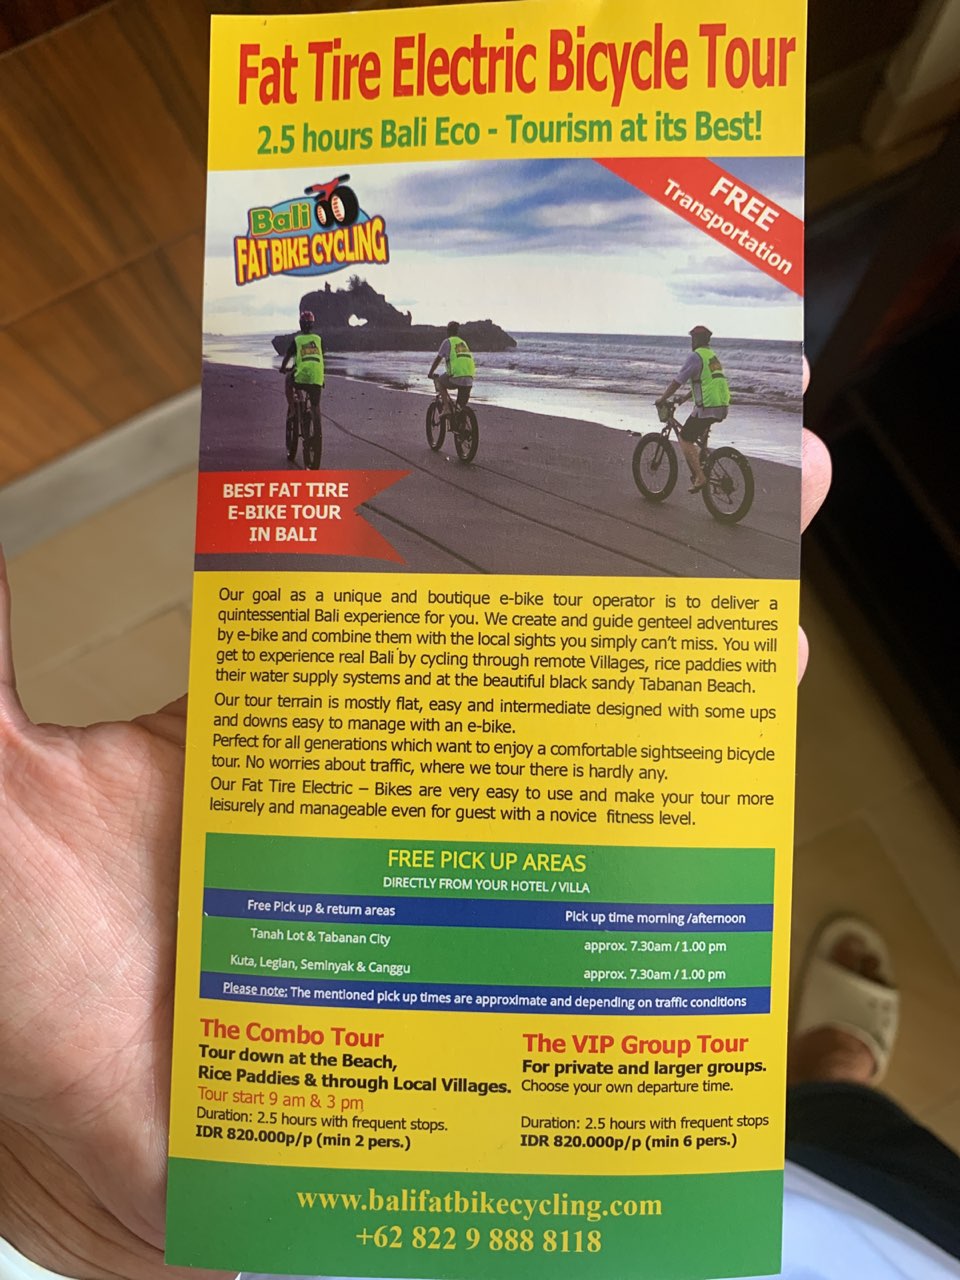 Fat Tire Electric Bicycle Tour
2.5 hours Bali Eco - Tourism at its Best!
FREE
Transportation
Bali
FAT BIKE CYCLING
BEST FAT TIRE
E-BIKE TOUR
IN BALI
Our goal as a unique and boutique e-bike tour operator is to deliver a
quintessential Bali experience for you. We create and guide genteel adventures
by e-bike and combine them with the local sights you simply can't miss. You will
get to experience real Bali by cycling through remote Villages, rice paddies with
their water supply systems and at the beautiful black sandy Tabanan Beach.
Our tour terrain is mostly flat, easy and intermediate designed with some ups
and downs easy to manage with an e-bike.
Perfect for all generations which want to enjoy a comfortable sightseeing bicycle
tour. No worries about traffic, where we tour there is hardly any.
Our Fat Tire Electric – Bikes are very easy to use and make your tour more
leisurely and manageable even for guest with a novice fitness level.
FREE PICK UP AREAS
DIRECTLY FROM YOUR HOTEL / VILLA
Free Pick up & return areas Pick up time morning /afternoon
Tanah Lot & Tabanan City approx. 7.30am / 1.00 pm
Kuta, Legian, Seminyak & Canggu approx. 7.30am / 1.00 pm
Please note: The mentioned pick up times are approximate and depending on traffic conditions
The Combo Tour
Tour down at the Beach,
Rice Paddies & through Local Villages.
Tour start 9 am & 3 pm
Duration: 2.5 hours with frequent stops.
IDR 820.000p/p (min 2 pers.)
The VIP Group Tour
For private and larger groups.
Choose your own departure time.
Duration: 2.5 hours with frequent stops
IDR 820.000p/p (min 6 pers.)
www.balifatbikecycling.com
+62 822 9 888 8118